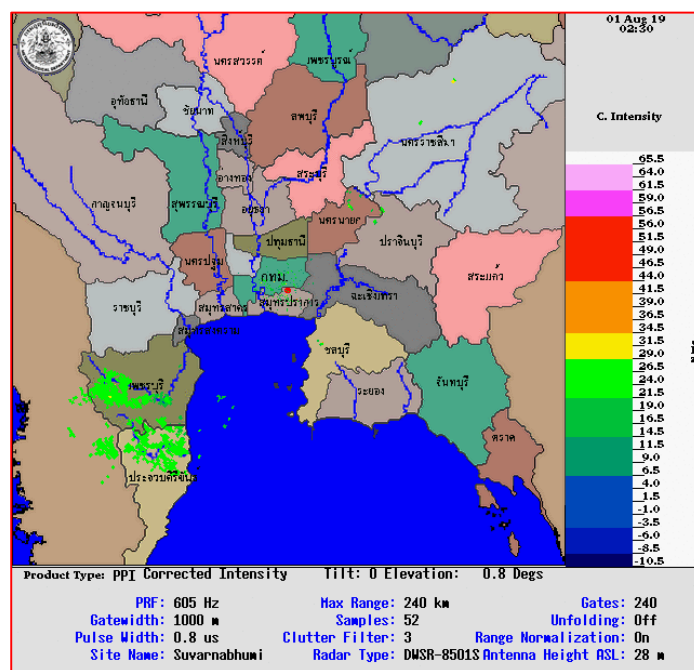 01 Aug 19
02:30
C. Intensity
นครสวรรค์
เพชรบูรณ์
อุทัยธานี
ชัยนาท
ลพบุรี
สิงห์บุรี
นครราชสีมา
สระบุรี
อ่างทอง
กาญจนบุรี
สุพรรณบุรี
อยุธยา
นครนายก
ปราจีนบุรี
ปทุมธานี
นครปฐม
กทม.
สระแก้ว
ราชบุรี
สมุทรสาคร
สมุทรปราการ
ฉะเชิงเทรา
สมุทรสงคราม
ชลบุรี
เพชรบุรี
ระยอง
จันทบุรี
ตราด
ประจวบคีรีขันธ์
65.5
64.0
61.5
59.0
56.5
56.0
51.5
49.0
46.5
44.0
41.5
39.0
36.5
34.0
31.5
29.0
26.5
24.0
21.5
19.0
16.5
14.0
11.5
9.0
6.5
4.0
1.5
-1.0
-3.5
-6.0
-8.5
-10.5
Product Type: PPI Corrected Intensity Tilt: 0 Elevation: 0.8 Degs
PRF: 605 Hz Max Range: 240 km Gates: 240
Gatewidth: 1000 m Samples: 52 Unfolding: Off
Pulse Width: 0.8 us Clutter Filter: 3 Range Normalization: On
Site Name: Suvarnabhumi Radar Type: DWSR-8501S Antenna Height ASL: 28 m